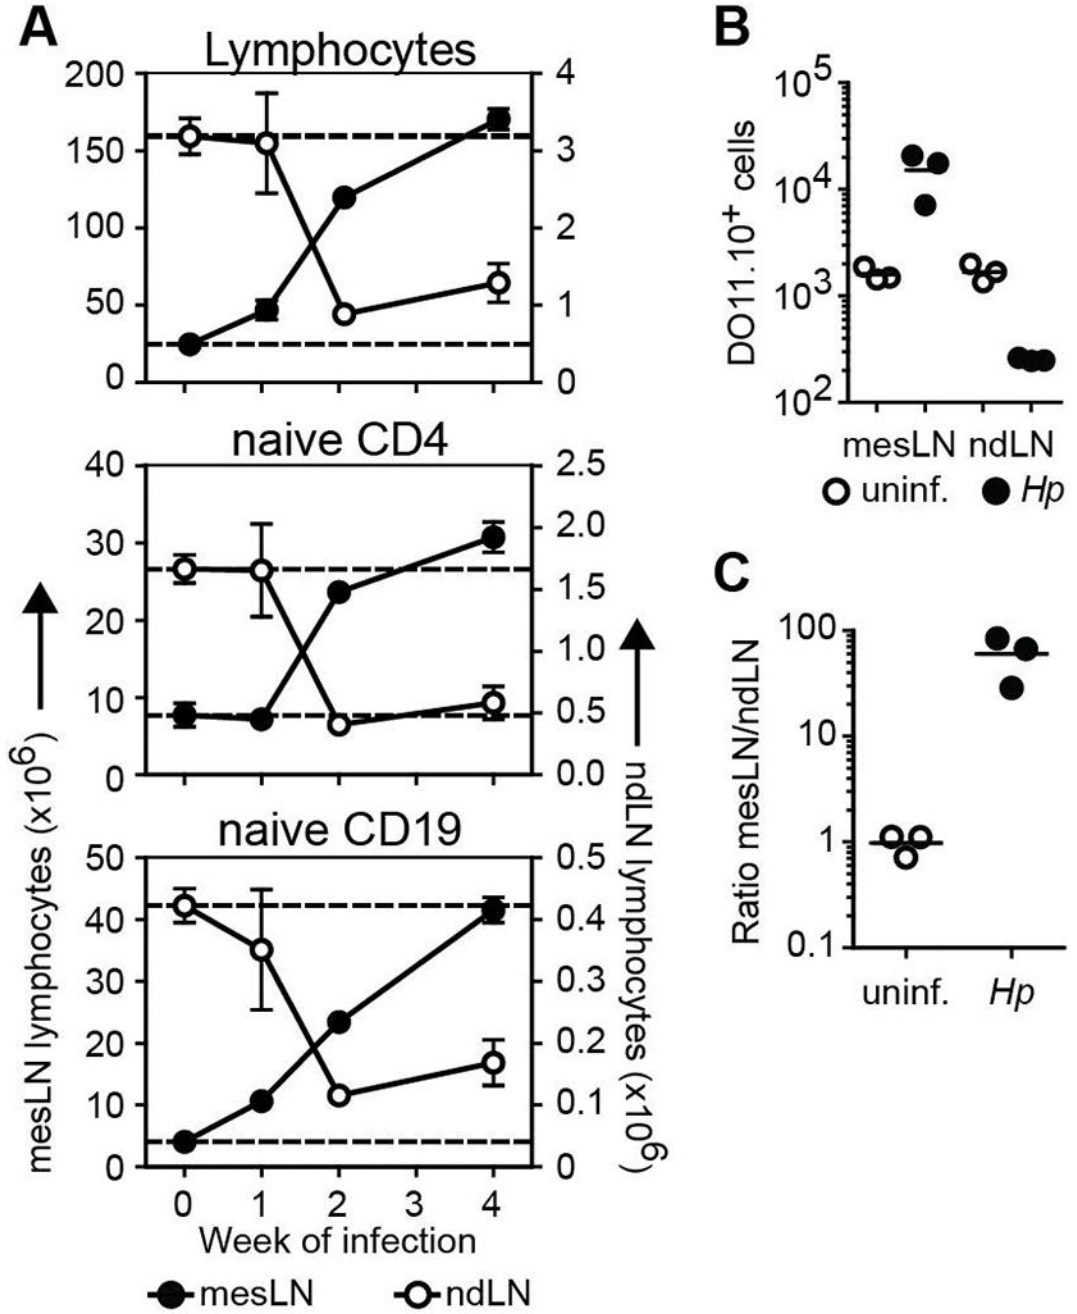 A
Lymphocytes
200
150
100
50
0
4
3
2
1
0
naive CD4
40
30
20
10
0
2.5
2.0
1.5
1.0
0.5
0.0
naive CD19
50
40
30
20
10
0
0.5
0.4
0.3
0.2
0.1
0
mesLN lymphocytes (x10⁶)
ndLN lymphocytes (x10⁶)
0 1 2 3 4
Week of infection
mesLN ndLN
B
DO11.10⁺ cells
10⁵
10⁴
10³
10²
mesLN ndLN
uninf. Hp
C
Ratio mesLN/ndLN
100
10
1
0.1
uninf. Hp